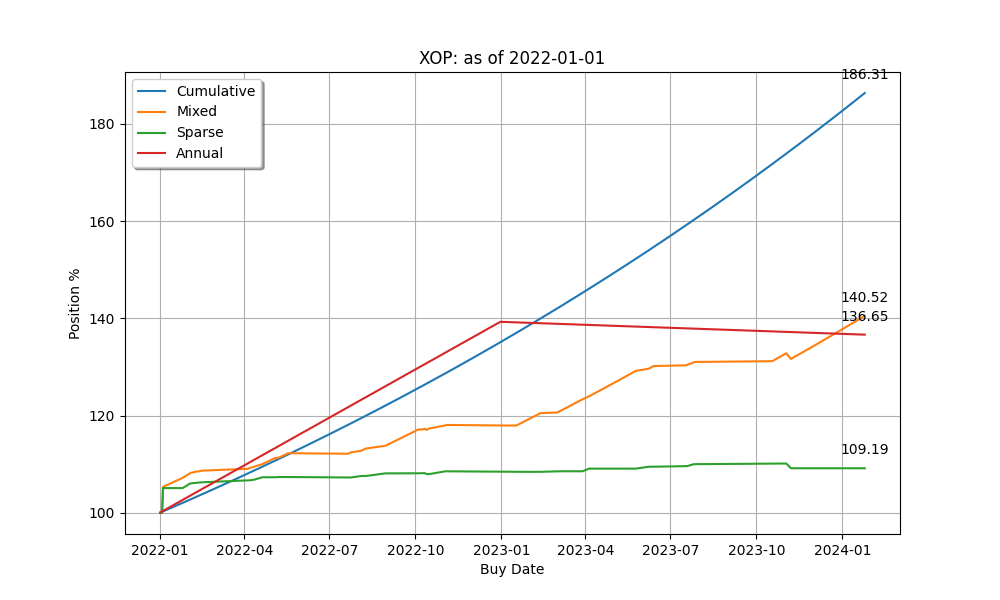 XOP: as of 2022-01-01
186.31
Cumulative
Mixed
Sparse
Annual
180
160
140.52
140
136.65
120
109.19
100
Position %
2022-01 2022-04 2022-07 2022-10 2023-01 2023-04 2023-07 2023-10 2024-01
Buy Date